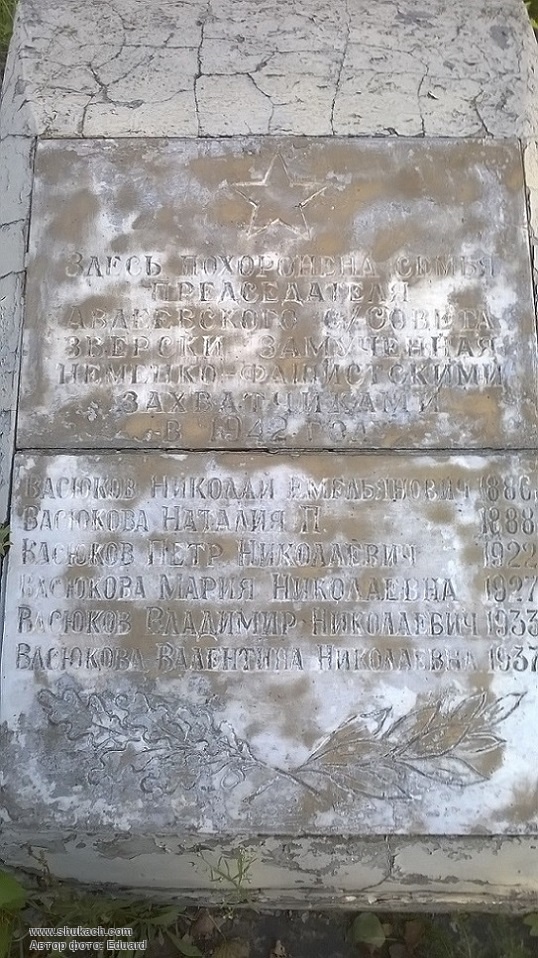 Здесь похоронена семья
председателя
Авдеевского с/Совета
зверски замученная
немецко-фашистскими
захватчиками
в 1942 году
Васюков Николай Емельянович 1886
Васюкова Наталия П. 1888
Васюков Петр Николаевич 1922
Васюкова Мария Николаевна 1927
Васюков Владимир Николаевич 1933
Васюкова Валентина Николаевна 1937
www.shukach.com
Автор фото: Eduard